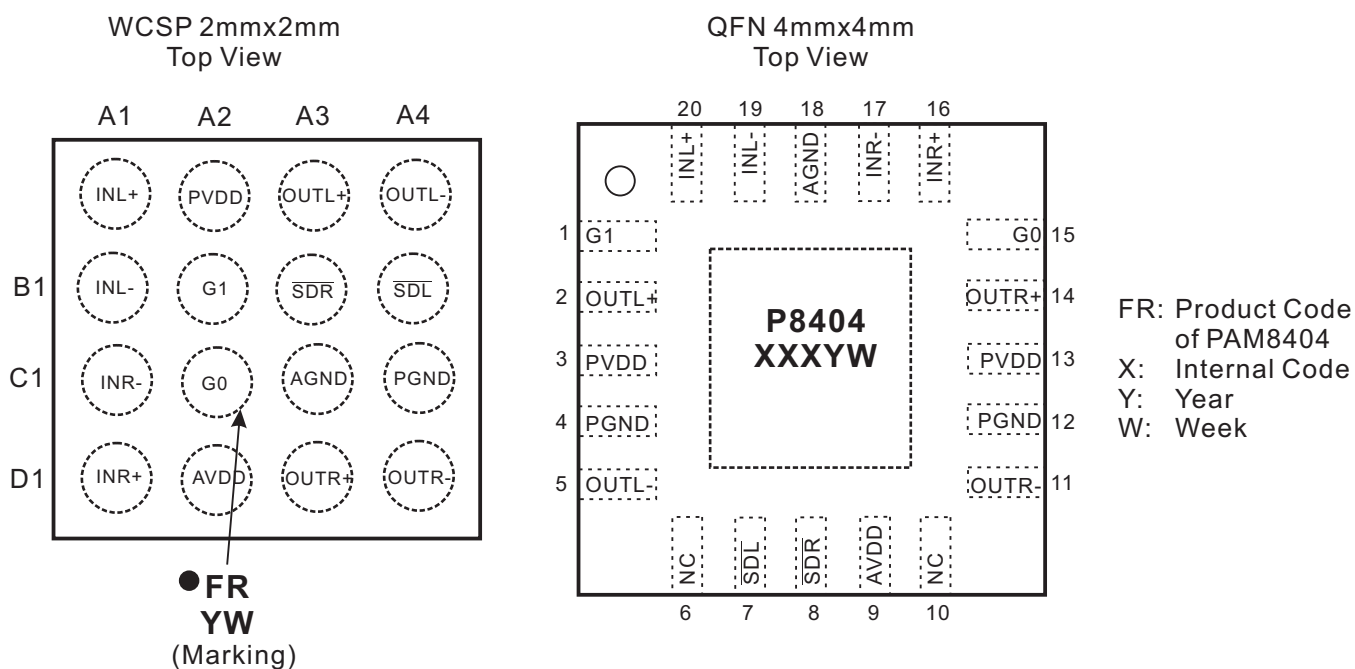 WCSP 2mmx2mm
Top View
A1 A2 A3 A4
INL+ PVDD OUTL+ OUTL-
B1 INL- G1 SDR SDL
C1 INR- G0 AGND PGND
D1 INR+ AVDD OUTR+ OUTR-
FR
YW
(Marking)
QFN 4mmx4mm
Top View
20 19 18 17 16
INL+ INL- AGND INR- INR+
1 G1 G0 15
2 OUTL+ OUTR+ 14
3 PVDD PVDD 13
4 PGND PGND 12
5 OUTL- OUTR- 11
P8404
XXXYW
NC SDL SDR AVDD NC
6 7 8 9 10
FR: Product Code
of PAM8404
X: Internal Code
Y: Year
W: Week